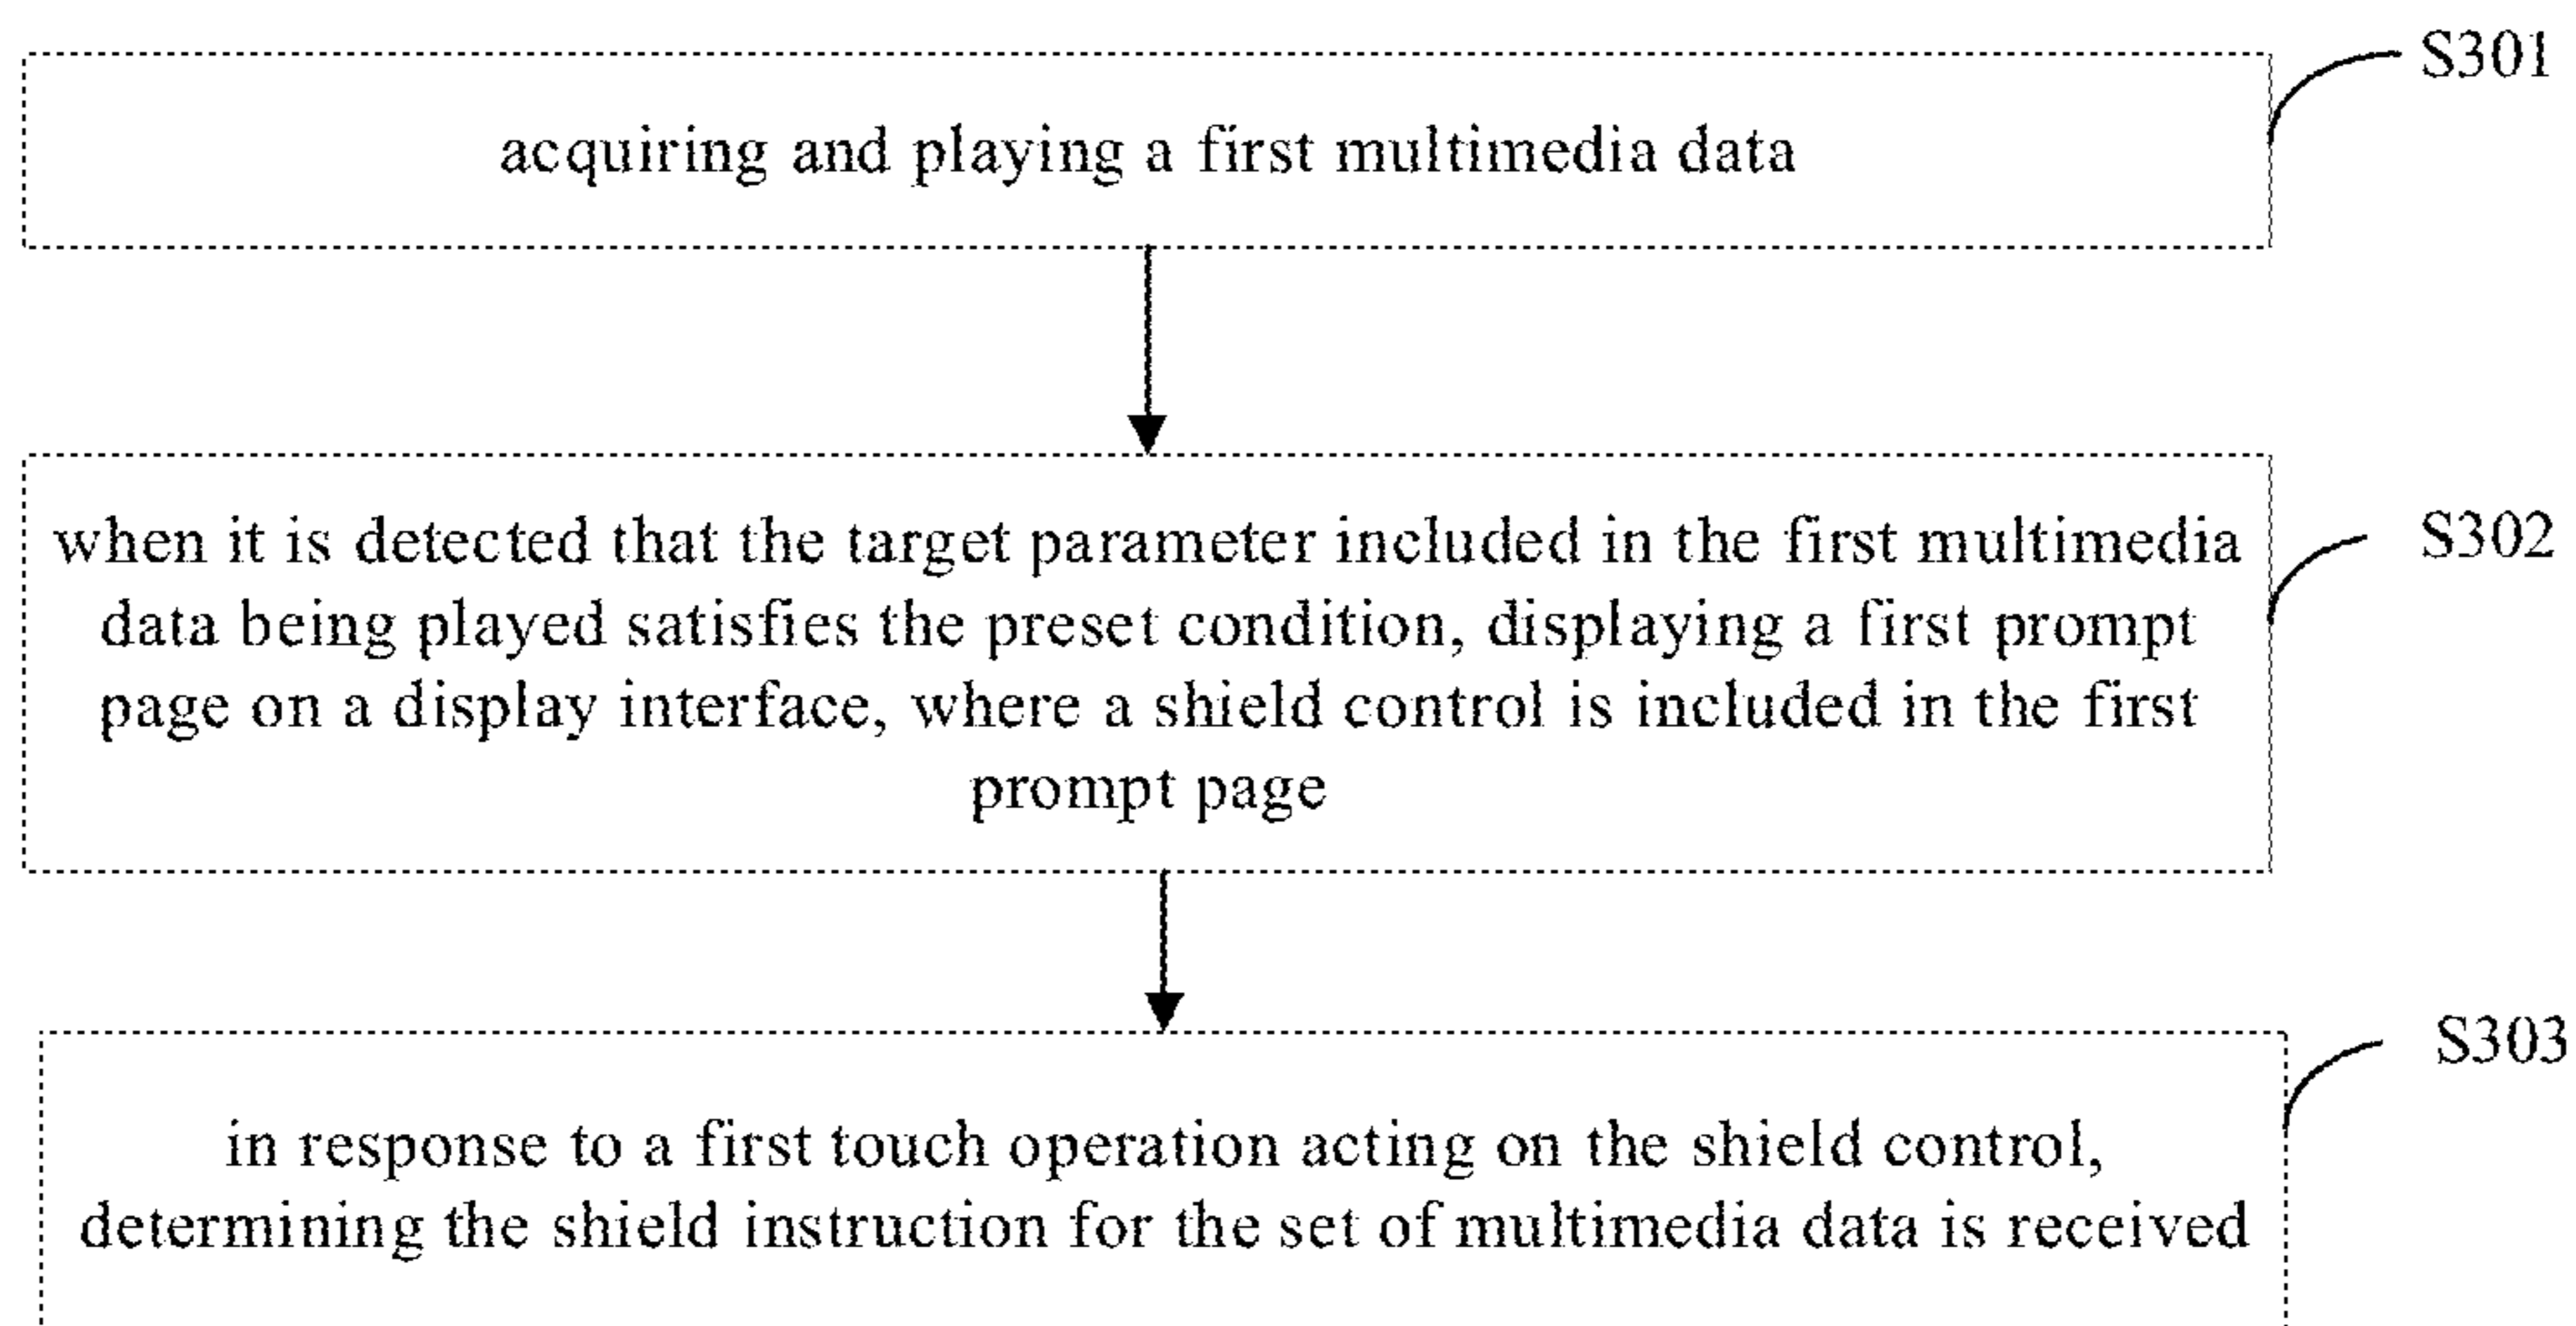 S301
acquiring and playing a first multimedia data
when it is detected that the target parameter included in the first multimedia
S302
data being played satisfies the preset condition, displaying a first prompt
page on a display interface, where a shield control is included in the first
prompt page
S303
in response to a first touch operation acting on the shield control,
determining the shield instruction for the set of multimedia data is received